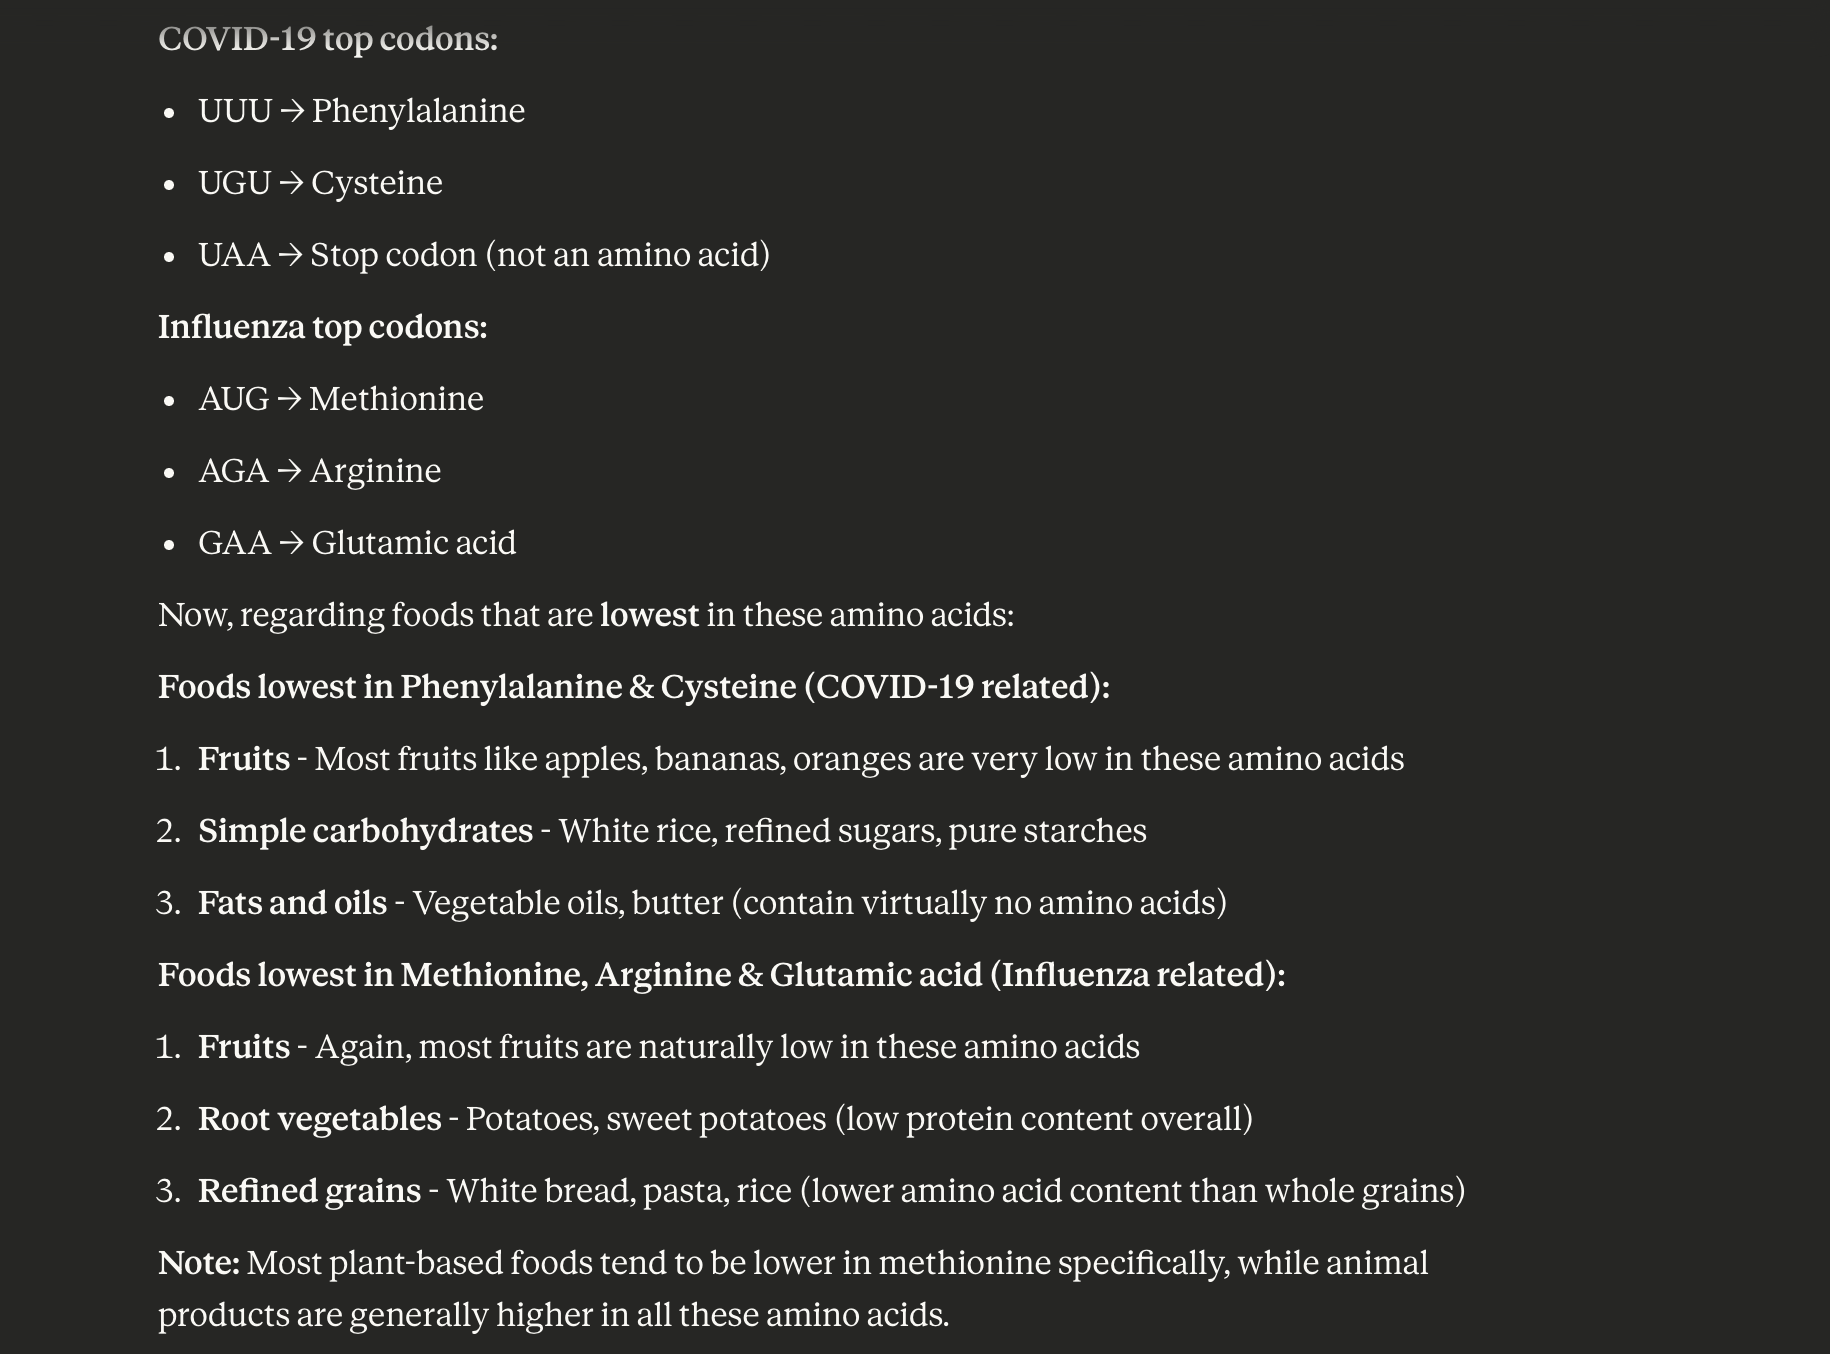 COVID-19 top codons:
• UUU → Phenylalanine
• UGU → Cysteine
• UAA → Stop codon (not an amino acid)
Influenza top codons:
• AUG → Methionine
• AGA → Arginine
• GAA → Glutamic acid
Now, regarding foods that are lowest in these amino acids:
Foods lowest in Phenylalanine & Cysteine (COVID-19 related):
1. Fruits - Most fruits like apples, bananas, oranges are very low in these amino acids
2. Simple carbohydrates - White rice, refined sugars, pure starches
3. Fats and oils - Vegetable oils, butter (contain virtually no amino acids)
Foods lowest in Methionine, Arginine & Glutamic acid (Influenza related):
1. Fruits - Again, most fruits are naturally low in these amino acids
2. Root vegetables - Potatoes, sweet potatoes (low protein content overall)
3. Refined grains - White bread, pasta, rice (lower amino acid content than whole grains)
Note: Most plant-based foods tend to be lower in methionine specifically, while animal
products are generally higher in all these amino acids.